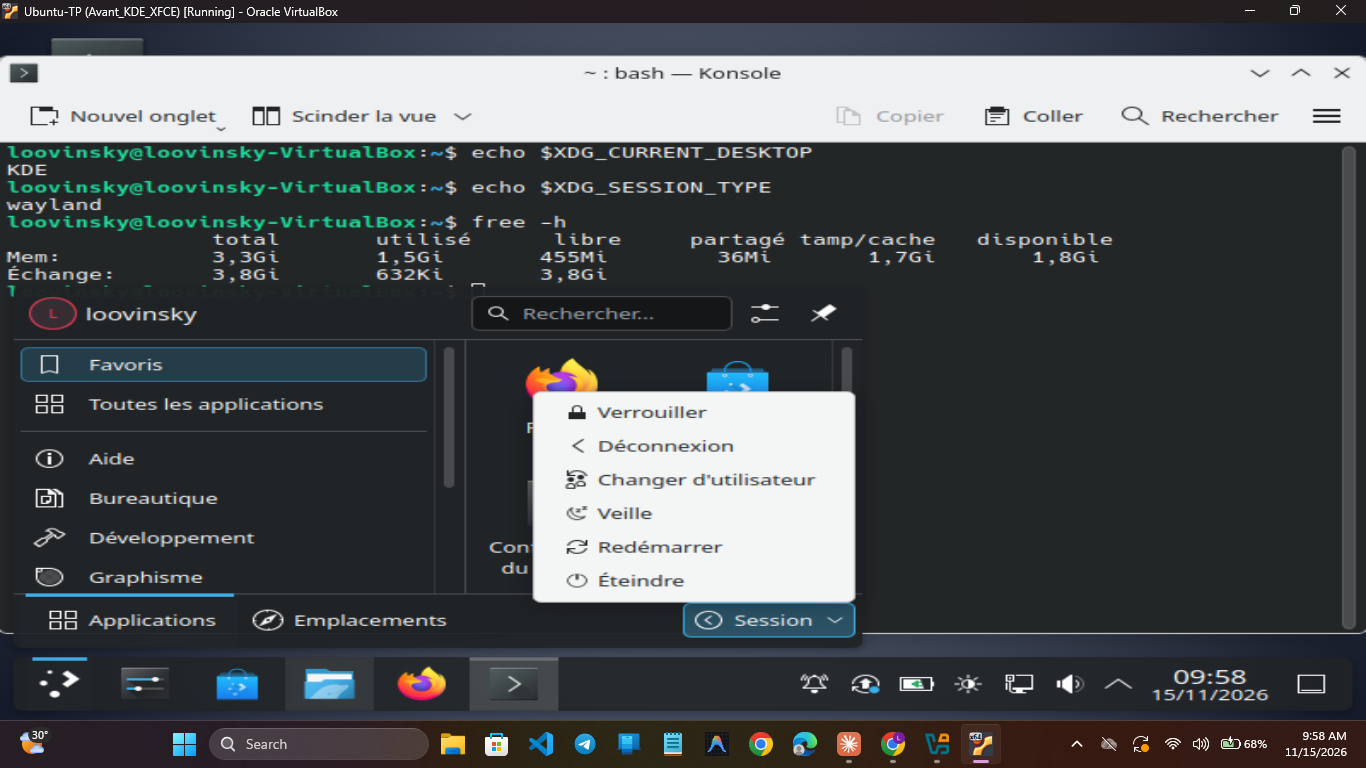 Ubuntu-TP (Avant_KDE_XFCE) [Running] - Oracle VirtualBox
~ : bash — Konsole
Nouvel onglet
Scinder la vue
Copier
Coller
Rechercher
loovinsky@loovinsky-VirtualBox:~$ echo $XDG_CURRENT_DESKTOP
KDE
loovinsky@loovinsky-VirtualBox:~$ echo $XDG_SESSION_TYPE
wayland
loovinsky@loovinsky-VirtualBox:~$ free -h
total utilisé libre partagé tamp/cache disponible
Mem: 3,3Gi 1,5Gi 455Mi 36Mi 1,7Gi 1,8Gi
Échange: 3,8Gi 632Ki 3,8Gi
loovinsky@loovinsky-VirtualBox:~$
L
loovinsky
Rechercher...
Favoris
Toutes les applications
Aide
Bureautique
Développement
Graphisme
Verrouiller
Déconnexion
Changer d'utilisateur
Veille
Redémarrer
Éteindre
du
Applications
Emplacements
Session
09:58
15/11/2026
30°
Search
68%
9:58 AM
11/15/2026